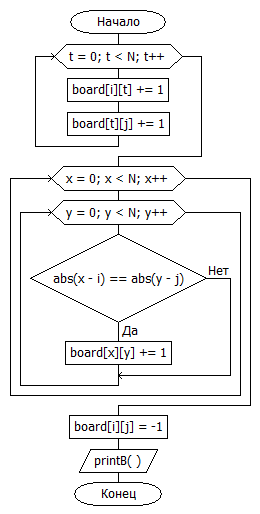 Начало
t = 0; t < N; t++
board[i][t] += 1
board[t][j] += 1
x = 0; x < N; x++
y = 0; y < N; y++
abs(x - i) == abs(y - j)
Нет
Да
board[x][y] += 1
board[i][j] = -1
printB( )
Конец